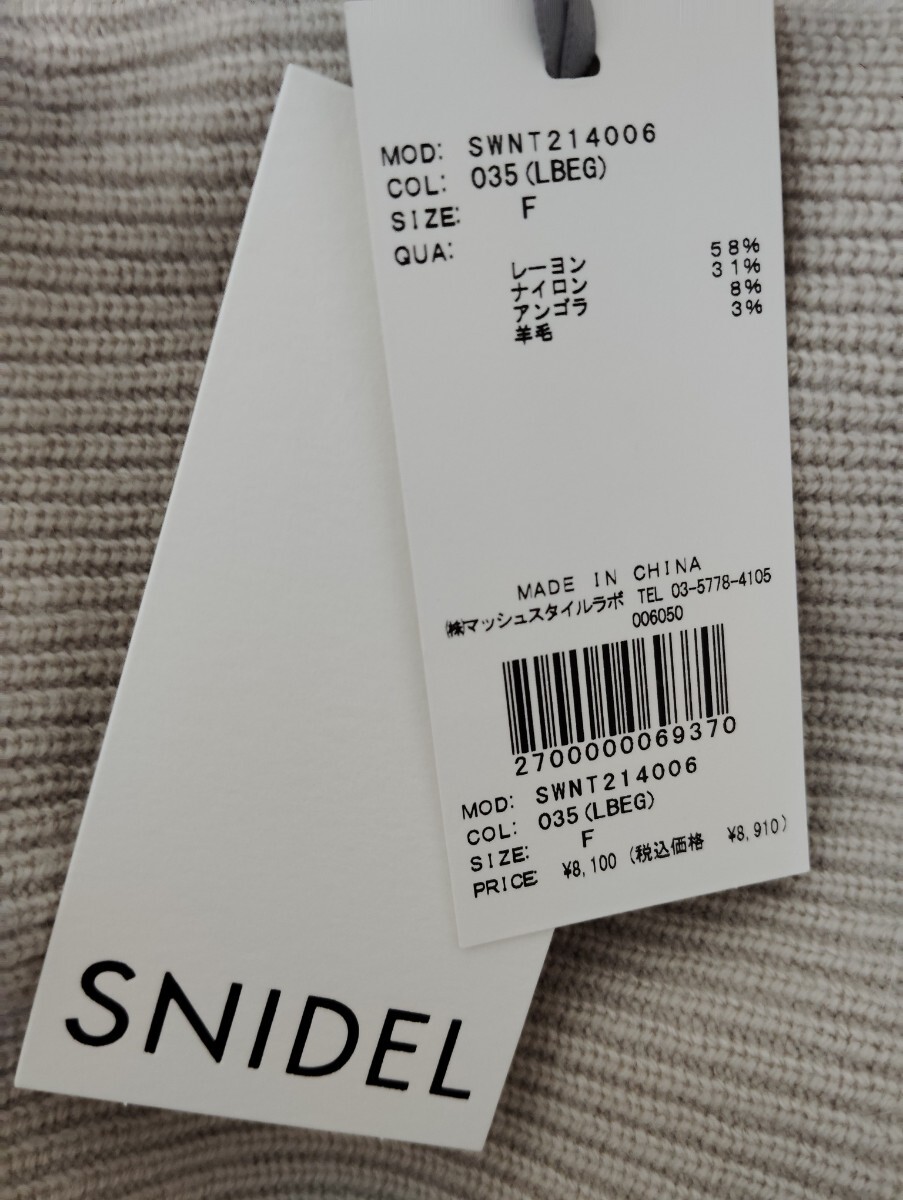 MOD: SWNT214006
COL: 035(LBEG)
SIZE: F
QUA:
レーヨン 58%
ナイロン 31%
アンゴラ 8%
羊毛 3%
MADE IN CHINA
㈱マッシュスタイルラボ TEL 03-5778-4105
006050
2700000069370
MOD: SWNT214006
COL: 035(LBEG)
SIZE: F
PRICE: ¥8,100 (税込価格 ¥8,910)
SNIDEL